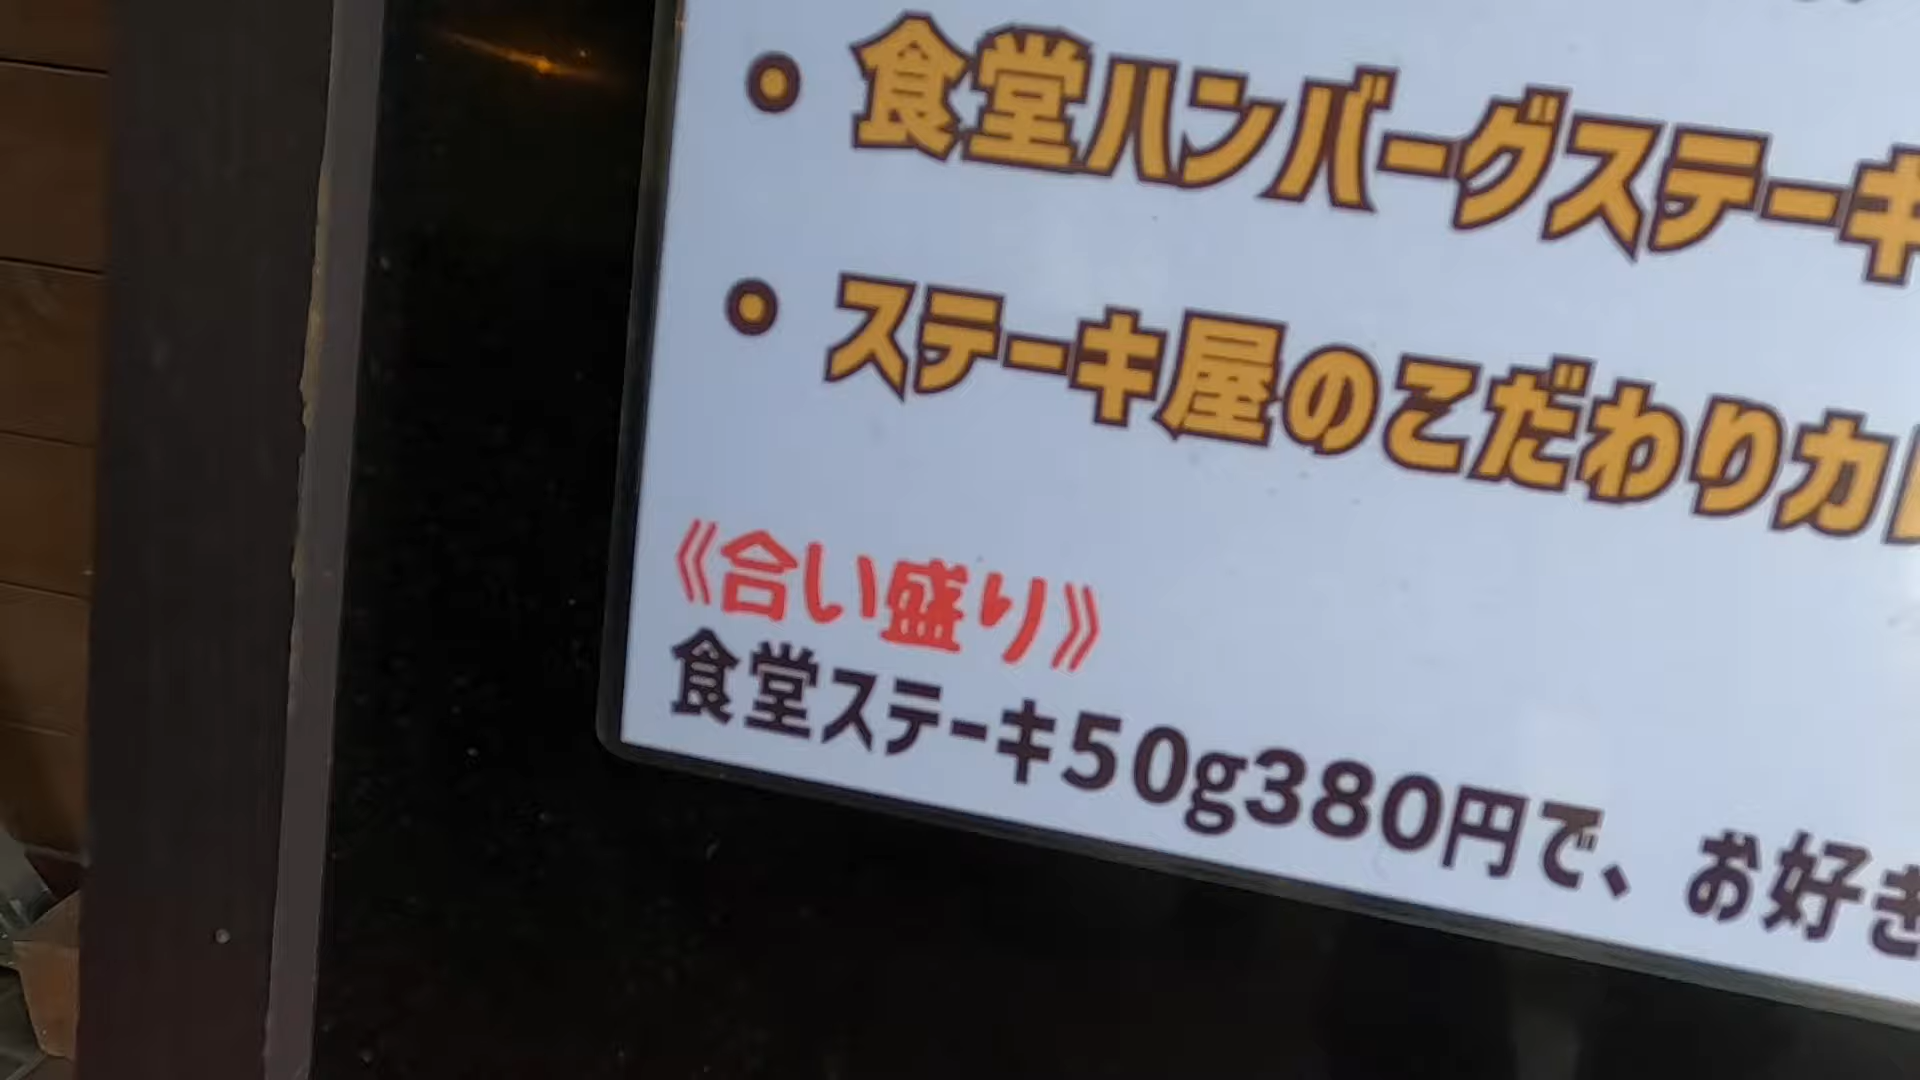 • 食堂ハンバーグステーキ
• ステーキ屋のこだわりカ
《合い盛り》
食堂ステーキ50g380円で、お好き